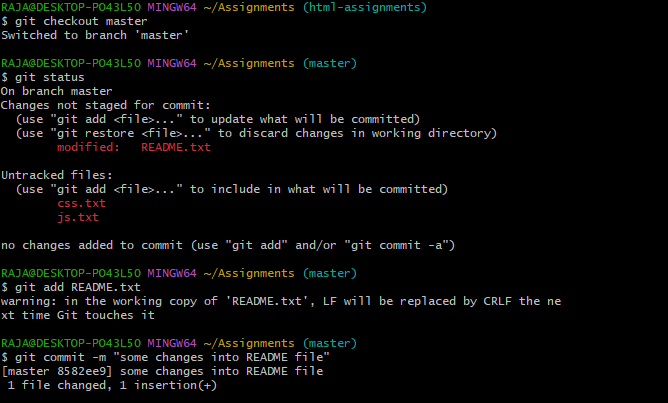 RAJA@DESKTOP-PO43L5O MINGW64 ~/Assignments (html-assignments)
$ git checkout master
Switched to branch 'master'
RAJA@DESKTOP-PO43L5O MINGW64 ~/Assignments (master)
$ git status
On branch master
Changes not staged for commit:
  (use "git add <file>..." to update what will be committed)
  (use "git restore <file>..." to discard changes in working directory)
        modified:   README.txt
Untracked files:
  (use "git add <file>..." to include in what will be committed)
        css.txt
        js.txt
no changes added to commit (use "git add" and/or "git commit -a")
RAJA@DESKTOP-PO43L5O MINGW64 ~/Assignments (master)
$ git add README.txt
warning: in the working copy of 'README.txt', LF will be replaced by CRLF the ne
xt time Git touches it
RAJA@DESKTOP-PO43L5O MINGW64 ~/Assignments (master)
$ git commit -m "some changes into README file"
[master 8582ee9] some changes into README file
 1 file changed, 1 insertion(+)